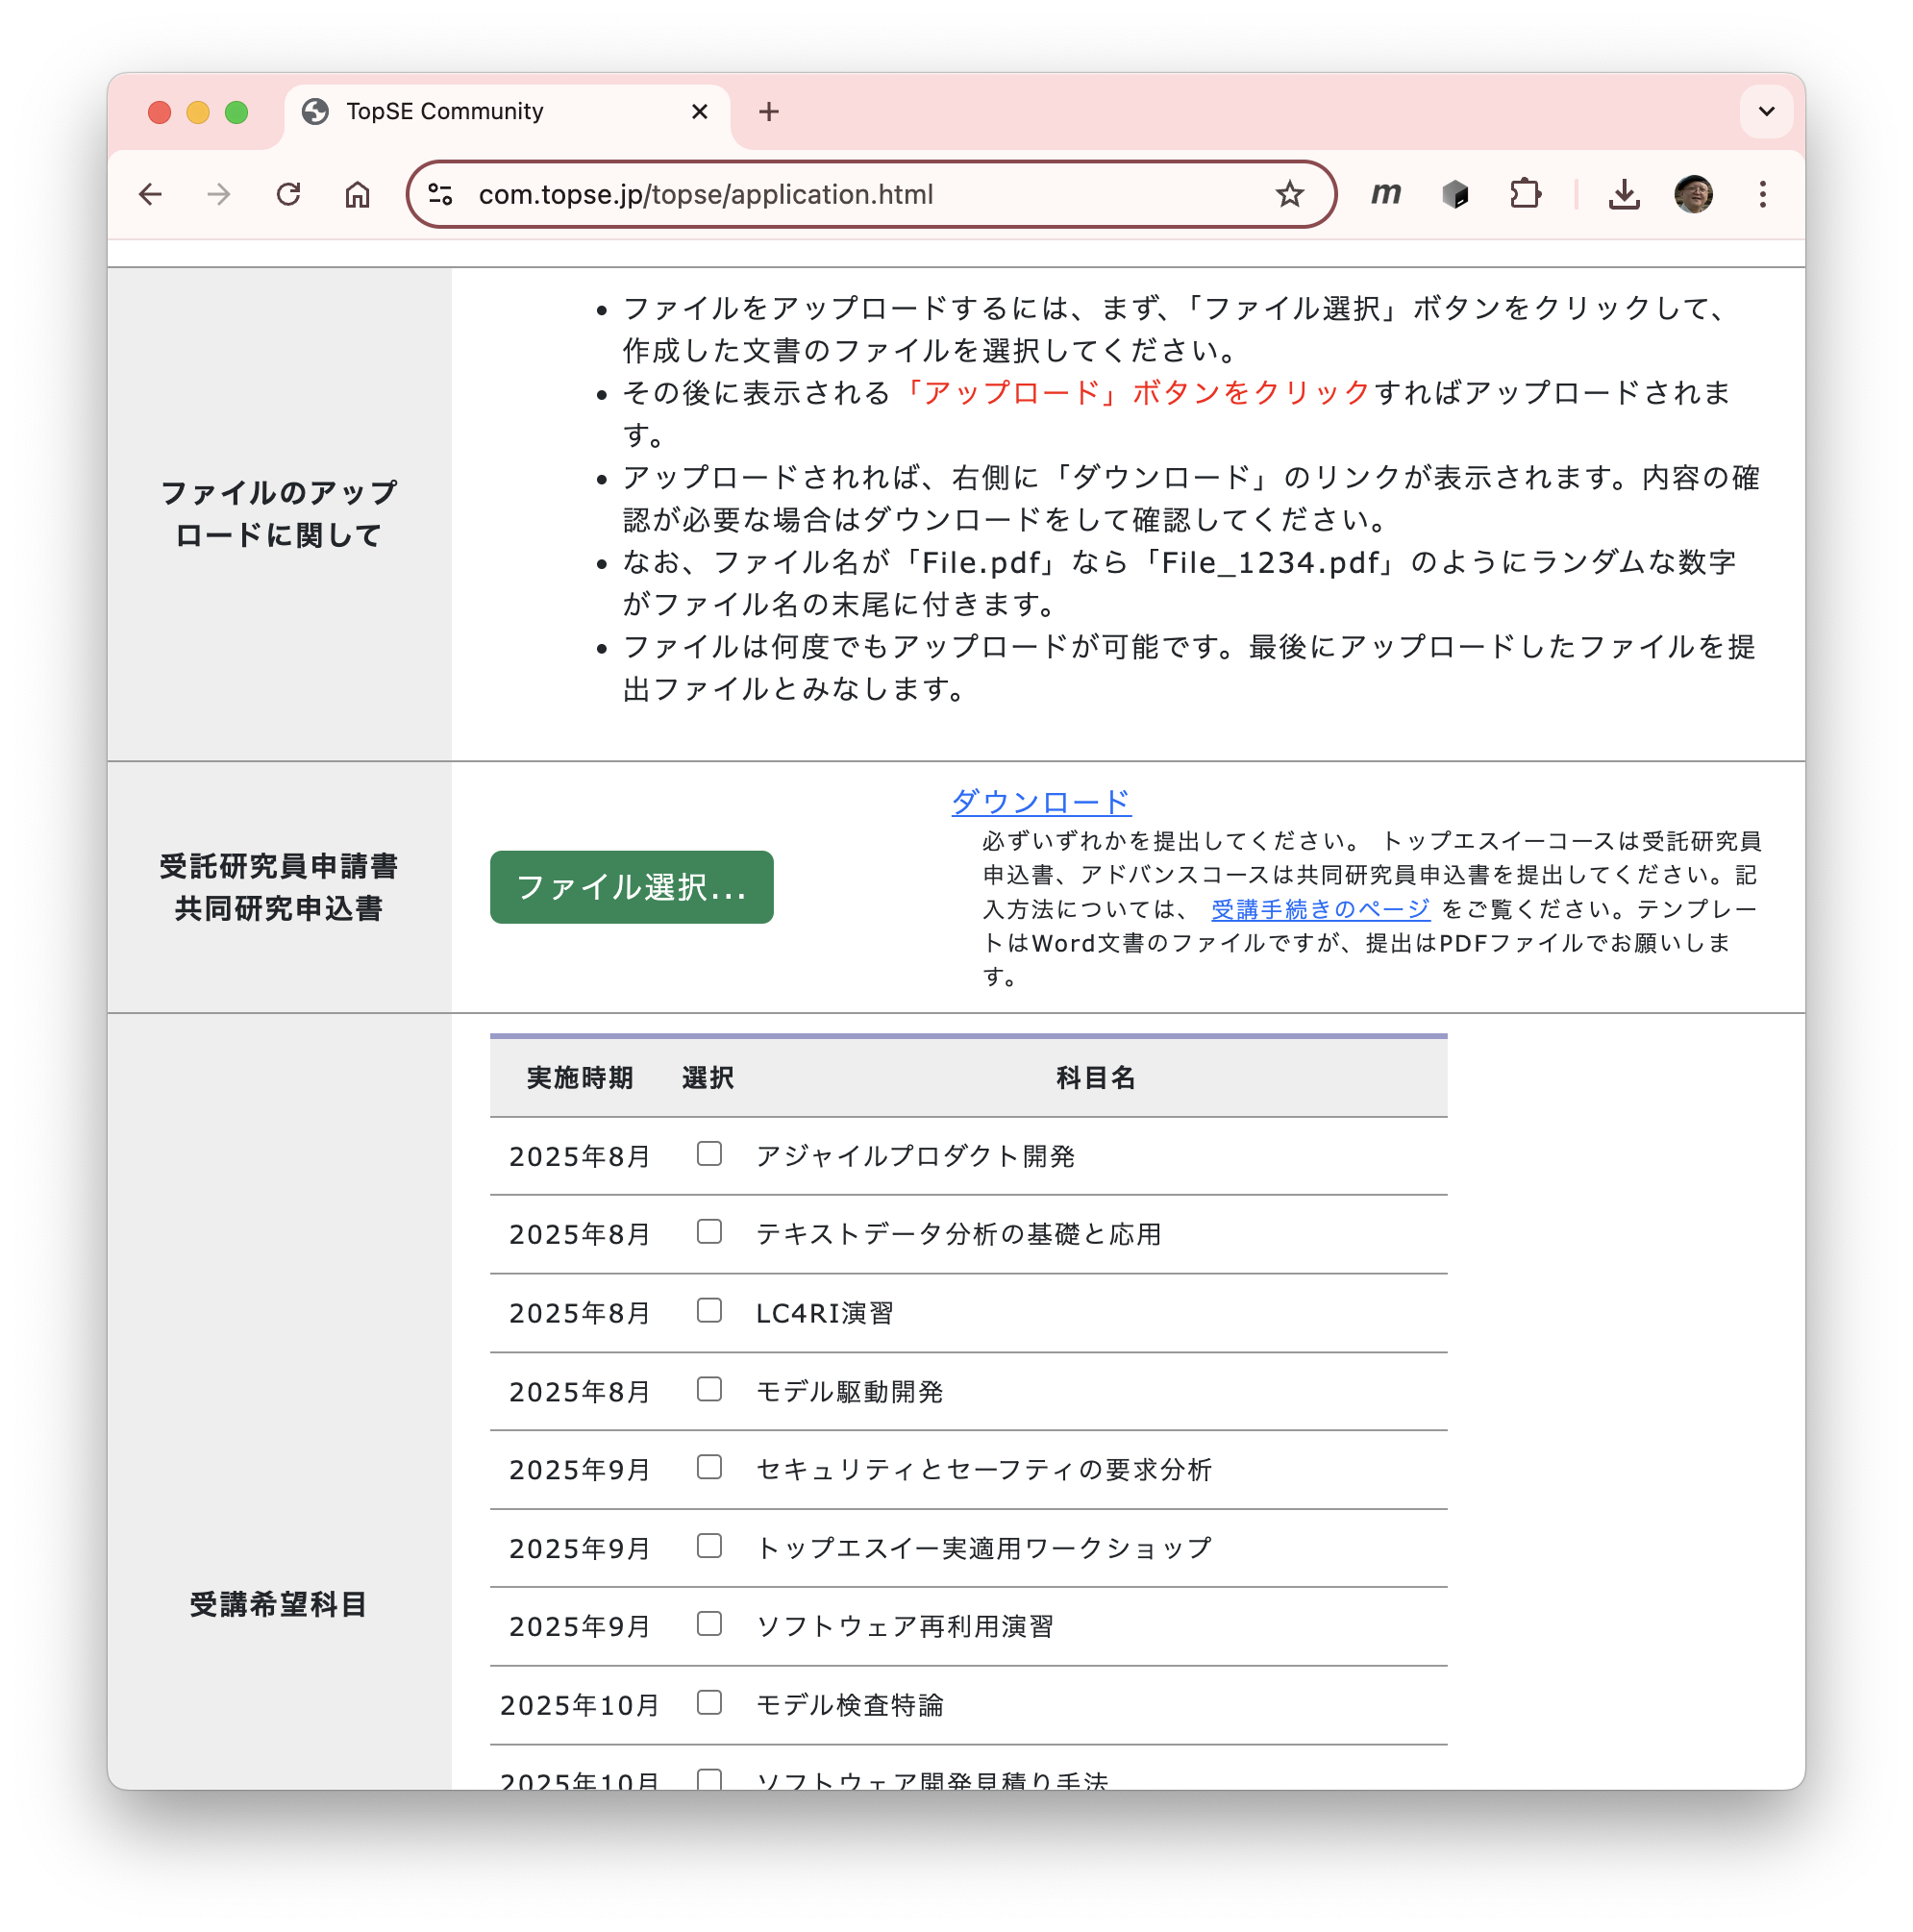 TopSE Community
com.topse.jp/topse/application.html
m
ファイルのアップ
ロードに関して
• ファイルをアップロードするには、まず、「ファイル選択」ボタンをクリックして、
作成した文書のファイルを選択してください。
• その後に表示される「アップロード」ボタンをクリックすればアップロードされま
す。
• アップロードされれば、右側に「ダウンロード」のリンクが表示されます。内容の確
認が必要な場合はダウンロードをして確認してください。
• なお、ファイル名が「File.pdf」なら「File_1234.pdf」のようにランダムな数字
がファイル名の末尾に付きます。
• ファイルは何度でもアップロードが可能です。最後にアップロードしたファイルを提
出ファイルとみなします。
受託研究員申請書
共同研究申込書
ファイル選択...
ダウンロード
必ずいずれかを提出してください。 トップエスイーコースは受託研究員
申込書、アドバンスコースは共同研究員申込書を提出してください。記
入方法については、 受講手続きのページ をご覧ください。テンプレー
トはWord文書のファイルですが、提出はPDFファイルでお願いしま
す。
受講希望科目
実施時期 選択 科目名
2025年8月 アジャイルプロダクト開発
2025年8月 テキストデータ分析の基礎と応用
2025年8月 LC4RI演習
2025年8月 モデル駆動開発
2025年9月 セキュリティとセーフティの要求分析
2025年9月 トップエスイー実適用ワークショップ
2025年9月 ソフトウェア再利用演習
2025年10月 モデル検査特論
2025年10月 ソフトウェア開発見積り手法